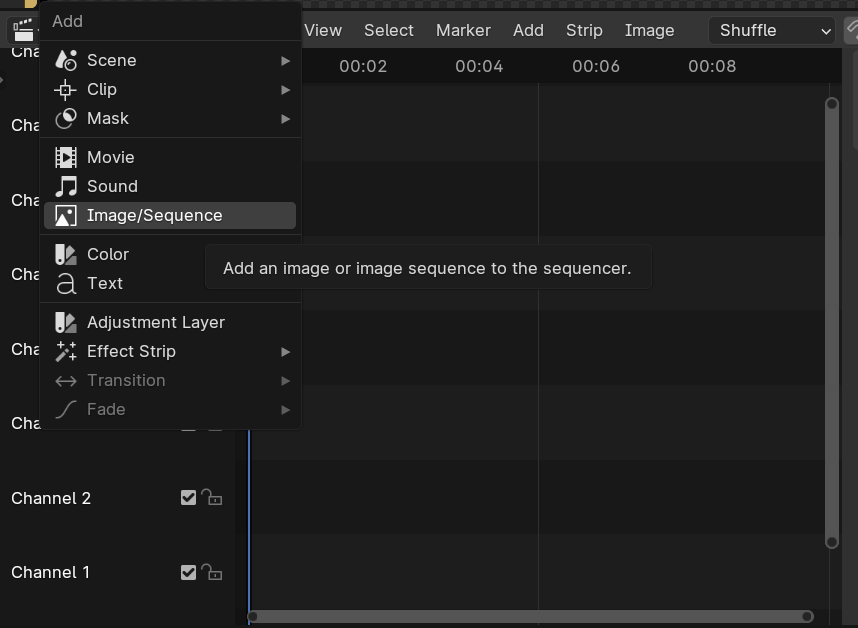 Add
View Select Marker Add Strip Image Shuffle
Cha
Scene
00:02 00:04 00:06 00:08
Clip
Mask
Cha
Movie
Sound
Cha
Image/Sequence
Color
Cha
Add an image or image sequence to the sequencer.
Text
Adjustment Layer
Cha
Effect Strip
Transition
Fade
Cha
Channel 2
Channel 1